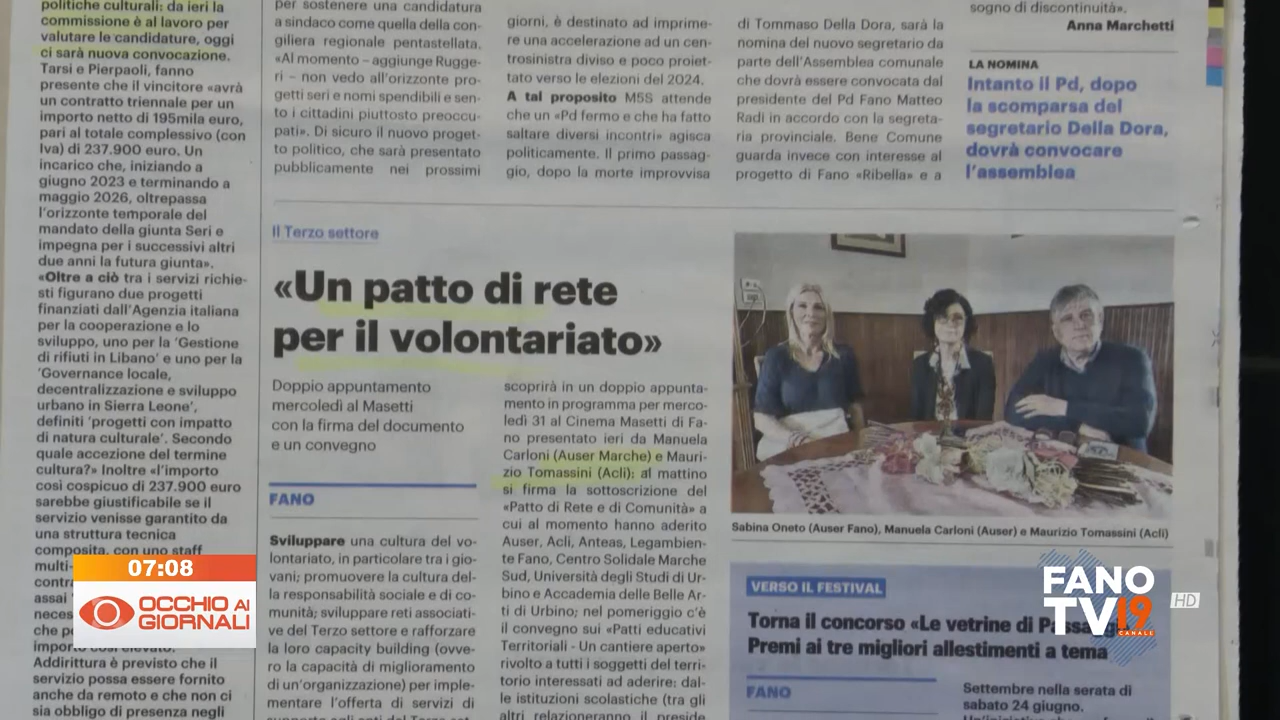 politiche culturali: da ieri la
commissione è al lavoro per
valutare le candidature, oggi
ci sarà nuova convocazione.
Tarsi e Pierpaoli, fanno
presente che il vincitore «avrà
un contratto triennale per un
importo netto di 195mila euro,
pari al totale complessivo (con
Iva) di 237.900 euro. Un
incarico che, iniziando a
giugno 2023 e terminando a
maggio 2026, oltrepassa
l'orizzonte temporale del
mandato della giunta Seri e
impegna per i successivi altri
due anni la futura giunta».
«Oltre a ciò tra i servizi richie-
sti figurano due progetti
finanziati dall'Agenzia italiana
per la cooperazione e lo
sviluppo, uno per la 'Gestione
di rifiuti in Libano' e uno per la
'Governance locale,
decentralizzazione e sviluppo
urbano in Sierra Leone',
definiti 'progetti con impatto
di natura culturale'. Secondo
quale accezione del termine
cultura?» Inoltre «l'importo
così cospicuo di 237.900 euro
sarebbe giustificabile se il
servizio venisse garantito da
una struttura tecnica
composita, con uno staff
multi-
contra
assai
neces
che po
importo così elevato.
Addirittura è previsto che il
servizio possa essere fornito
anche da remoto e che non ci
sia obbligo di presenza negli
per sostenere una candidatura
a sindaco come quella della con-
gigliera regionale pentastellata.
«Al momento – aggiunge Rugge-
ri – non vedo all'orizzonte pro-
getti seri e nomi spendibili e sen-
to i cittadini piuttosto preoccu-
pati». Di sicuro il nuovo proget-
to politico, che sarà presentato
pubblicamente nei prossimi
giorni, è destinato ad imprime-
re una accelerazione ad un cen-
trosinistra diviso e poco proiet-
tato verso le elezioni del 2024.
A tal proposito M5S attende
che un «Pd fermo e che ha fatto
saltare diversi incontri» agisca
politicamente. Il primo passag-
gio, dopo la morte improvvisa
di Tommaso Della Dora, sarà la
nomina del nuovo segretario da
parte dell'Assemblea comunale
che dovrà essere convocata dal
presidente del Pd Fano Matteo
Radi in accordo con la segreta-
ria provinciale. Bene Comune
guarda invece con interesse al
progetto di Fano «Ribella» e a
sogno di discontinuità».
Anna Marchetti
LA NOMINA
Intanto il Pd, dopo
la scomparsa del
segretario Della Dora,
dovrà convocare
l'assemblea
Il Terzo settore
«Un patto di rete
per il volontariato»
Doppio appuntamento
mercoledì al Masetti
con la firma del documento
e un convegno
FANO
Sviluppare una cultura del vo-
lontariato, in particolare tra i gio-
vani; promuovere la cultura del-
la responsabilità sociale e di co-
munità; sviluppare reti associati-
ve del Terzo settore e rafforzare
la loro capacity building (ovve-
ro la capacità di miglioramento
di un'organizzazione) per imple-
mentare l'offerta di servizi di
supporto agli enti del Terzo set-
scoprirà in un doppio appunta-
mento in programma per merco-
ledì 31 al Cinema Masetti di Fa-
no presentato ieri da Manuela
Carloni (Auser Marche) e Mauri-
zio Tomassini (Acli): al mattino
si firma la sottoscrizione del
«Patto di Rete e di Comunità» a
cui al momento hanno aderito
Auser, Acli, Anteas, Legambien-
te Fano, Centro Solidale Marche
Sud, Università degli Studi di Ur-
bino e Accademia delle Belle Ar-
ti di Urbino; nel pomeriggio c'è
il convegno sui «Patti educativi
Territoriali - Un cantiere aperto»
rivolto a tutti i soggetti del terri-
torio interessati ad aderire: dal-
le istituzioni scolastiche (tra gli
altri relazioneranno il preside
Sabina Oneto (Auser Fano), Manuela Carloni (Auser) e Maurizio Tomassini (Acli)
VERSO IL FESTIVAL
Torna il concorso «Le vetrine di
Premi ai tre migliori allestimenti a tema
FANO
Settembre nella serata di
sabato 24 giugno.
07:08
OCCHIO AI
GIORNALI
FANO
TV19
CANALE
HD